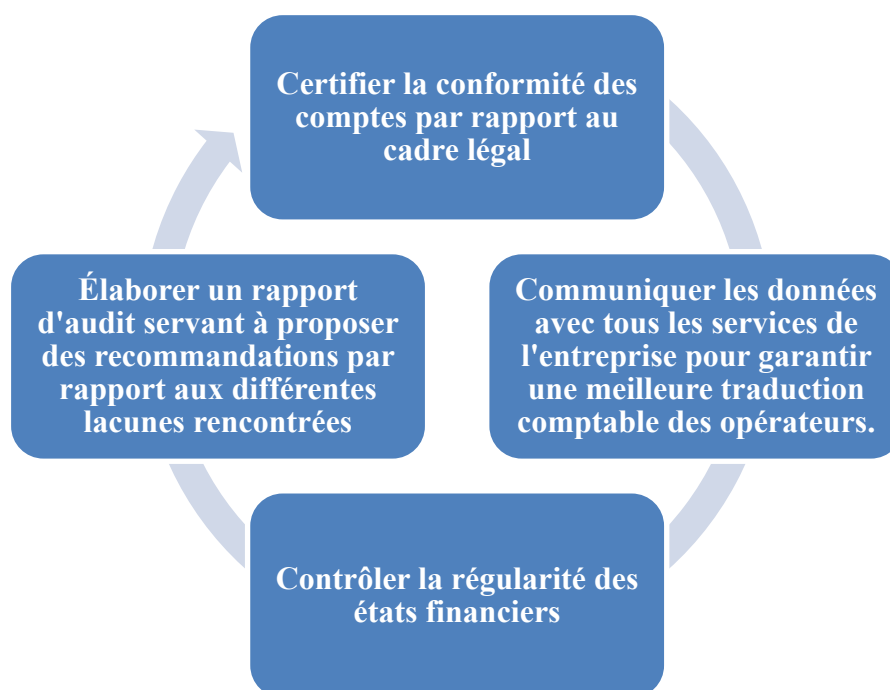 Certifier la conformité des
comptes par rapport au
cadre légal
Communiquer les données
avec tous les services de
l'entreprise pour garantir
une meilleure traduction
comptable des opérateurs.
Contrôler la régularité des
états financiers
Élaborer un rapport
d'audit servant à proposer
des recommandations par
rapport aux différentes
lacunes rencontrées